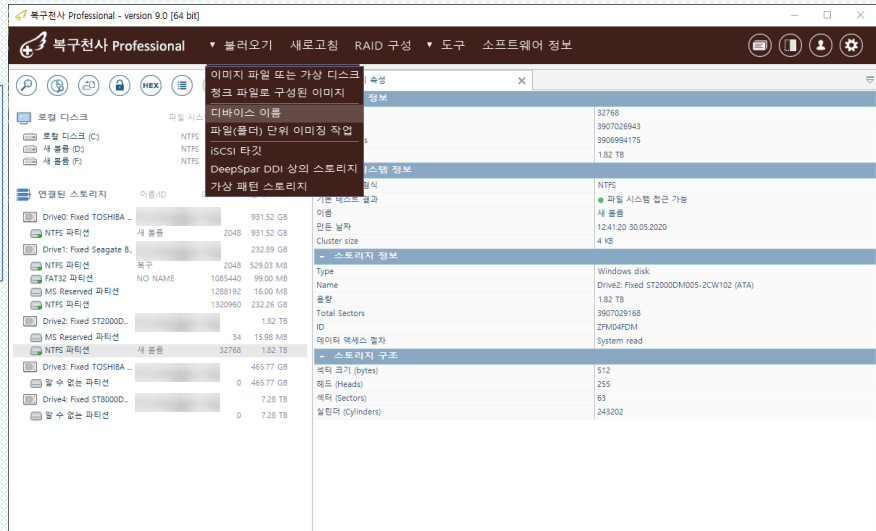 복구천사 Professional - version 9.0 [64 bit]
복구천사 Professional
▼ 불러오기 새로고침 RAID 구성 ▼ 도구 소프트웨어 정보
이미지 파일 또는 가상 디스크
청크 파일로 구성된 이미지
디바이스 이름
파일(폴더) 단위 이미징 작업
iSCSI 타깃
DeepSpar DDI 상의 스토리지
가상 패턴 스토리지
HEX
로컬 디스크 파일 시스
로컬 디스크 (C:) NTFS
새 볼륨 (D:) NTFS
새 볼륨 (F:) NTFS
연결된 스토리지 이름/ID
Drive0: Fixed TOSHIBA ... 931.52 GB
NTFS 파티션 새 볼륨 2048 931.52 GB
Drive1: Fixed Seagate B.. 232.89 GB
NTFS 파티션 복구 2048 529.03 MB
FAT32 파티션 NO NAME 1085440 99.00 MB
MS Reserved 파티션 1288192 16.00 MB
NTFS 파티션 1320960 232.26 GB
Drive2: Fixed ST2000D... 1.82 TB
MS Reserved 파티션 34 15.98 MB
NTFS 파티션 새 볼륨 32768 1.82 TB
Drive3: Fixed TOSHIBA ... 465.77 GB
알 수 없는 파티션 0 465.77 GB
Drive4: Fixed ST8000D... 7.28 TB
알 수 없는 파티션 0 7.28 TB
속성
정보
32768
3907026943
3906994175
1.82 TB
스템 정보
형식 NTFS
기본 테스트 결과 파일 시스템 접근 가능
이름 새 볼륨
만든 날짜 12:41:20 30.05.2020
Cluster size 4 KB
- 스토리지 정보
Type Windows disk
Name Drive2: Fixed ST2000DM005-2CW102 (ATA)
용량 1.82 TB
Total Sectors 3907029168
ID ZFM04FDM
데이터 액세스 절차 System read
- 스토리지 구조
섹터 크기 (bytes) 512
헤드 (Heads) 255
섹터 (Sectors) 63
실린더 (Cylinders) 243202